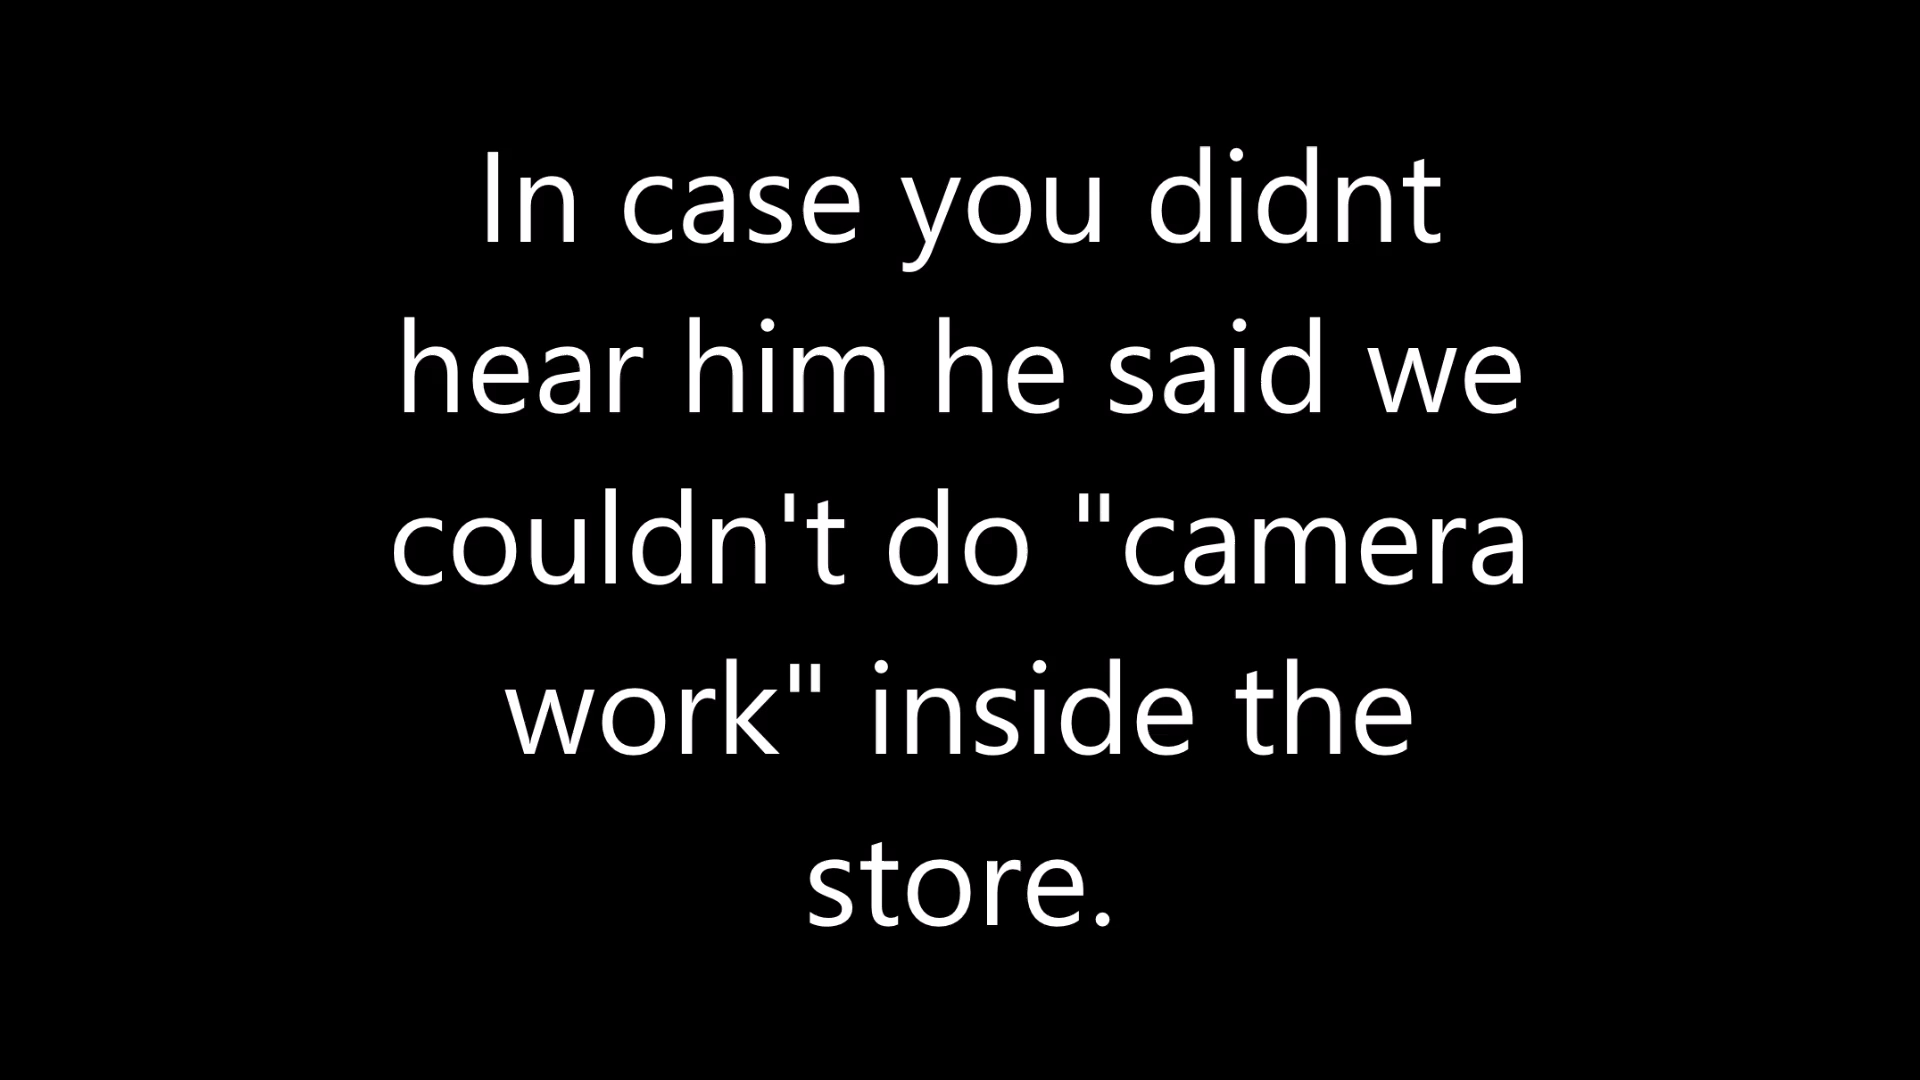 In case you didnt
hear him he said we
couldn't do "camera
work" inside the
store.